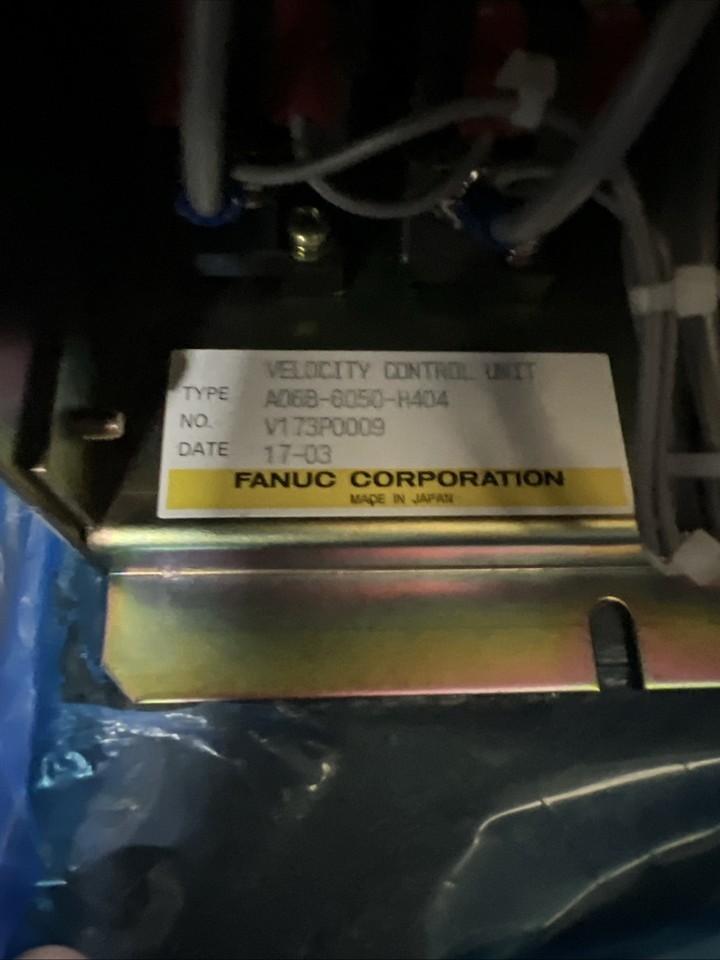 VELOCITY CONTROL UNIT
TYPE A06B-6050-H404
NO. V173P0009
DATE 17-03
FANUC CORPORATION
MADE IN JAPAN